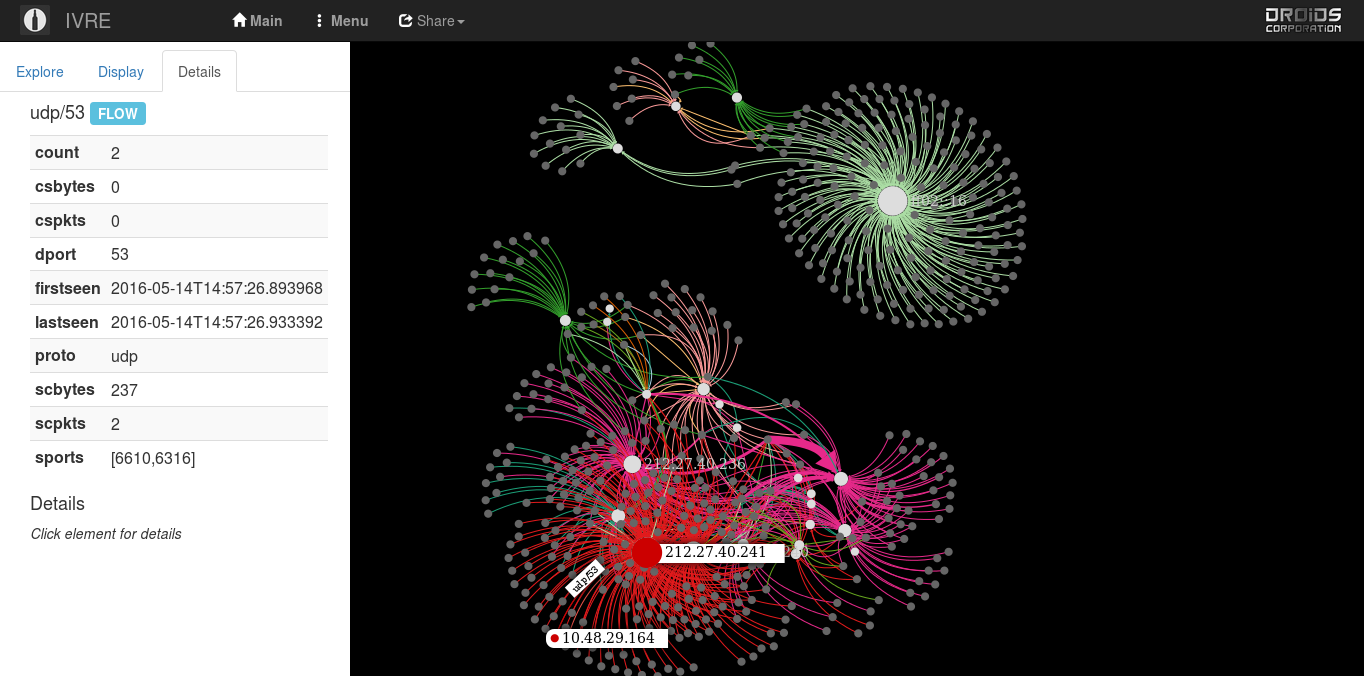 IVRE
Main
Menu
Share
DROIDS
CORPORATION
Explore
Display
Details
udp/53 FLOW
count 2
csbytes 0
cspkts 0
dport 53
firstseen 2016-05-14T14:57:26.893968
lastseen 2016-05-14T14:57:26.933392
proto udp
scbytes 237
scpkts 2
sports [6610,6316]
Details
Click element for details
212.27.40.236
212.27.40.241
udp/53
10.48.29.164